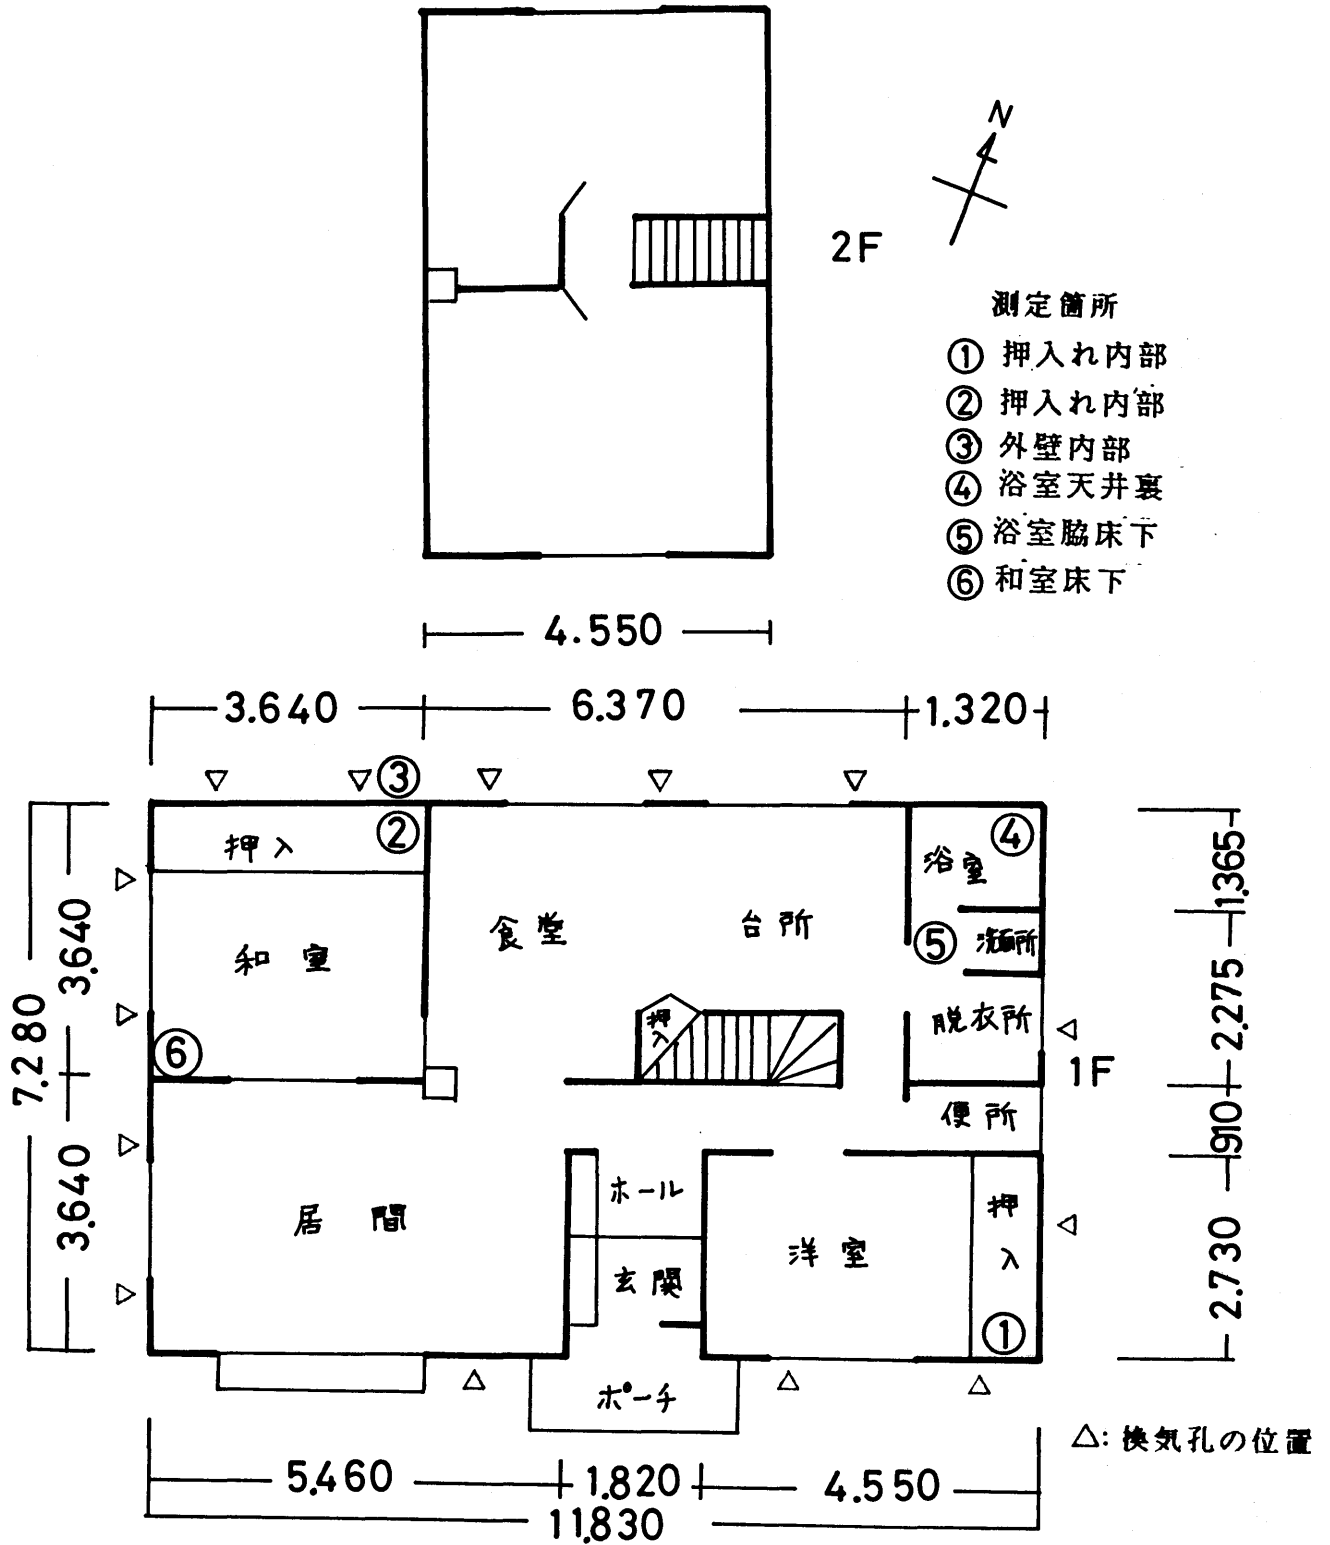 N
2F
測定箇所
① 押入れ内部
② 押入れ内部
③ 外壁内部
④ 浴室天井裏
⑤ 浴室脇床下
⑥ 和室床下
4.550
3.640 6.370 1.320
③
押入 ② 浴室 ④
和室 食堂 台所 ⑤ 洗面所
押入 脱衣所
⑥ 1F
便所
居間 ホール 洋室 押入
玄関
①
ポーチ
7.280
3.640
3.640
1.365
2.275
910
2.730
△: 換気孔の位置
5.460 1.820 4.550
11.830